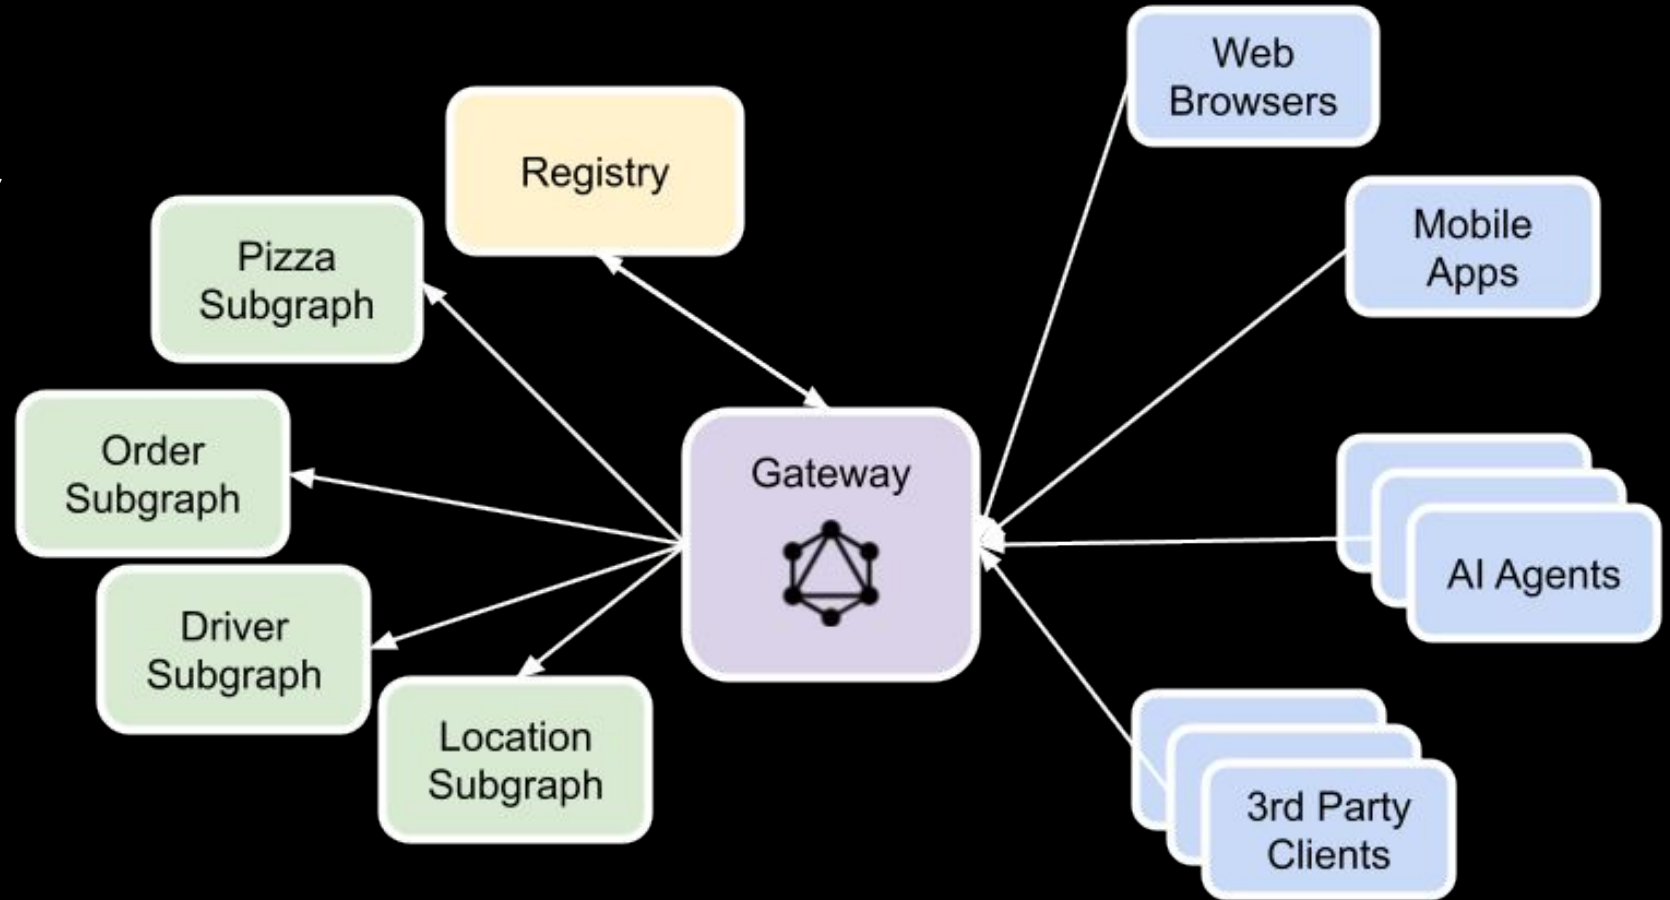 Web
Browsers
Registry
Mobile
Apps
Pizza
Subgraph
Order
Subgraph
Gateway
AI Agents
Driver
Subgraph
Location
Subgraph
3rd Party
Clients